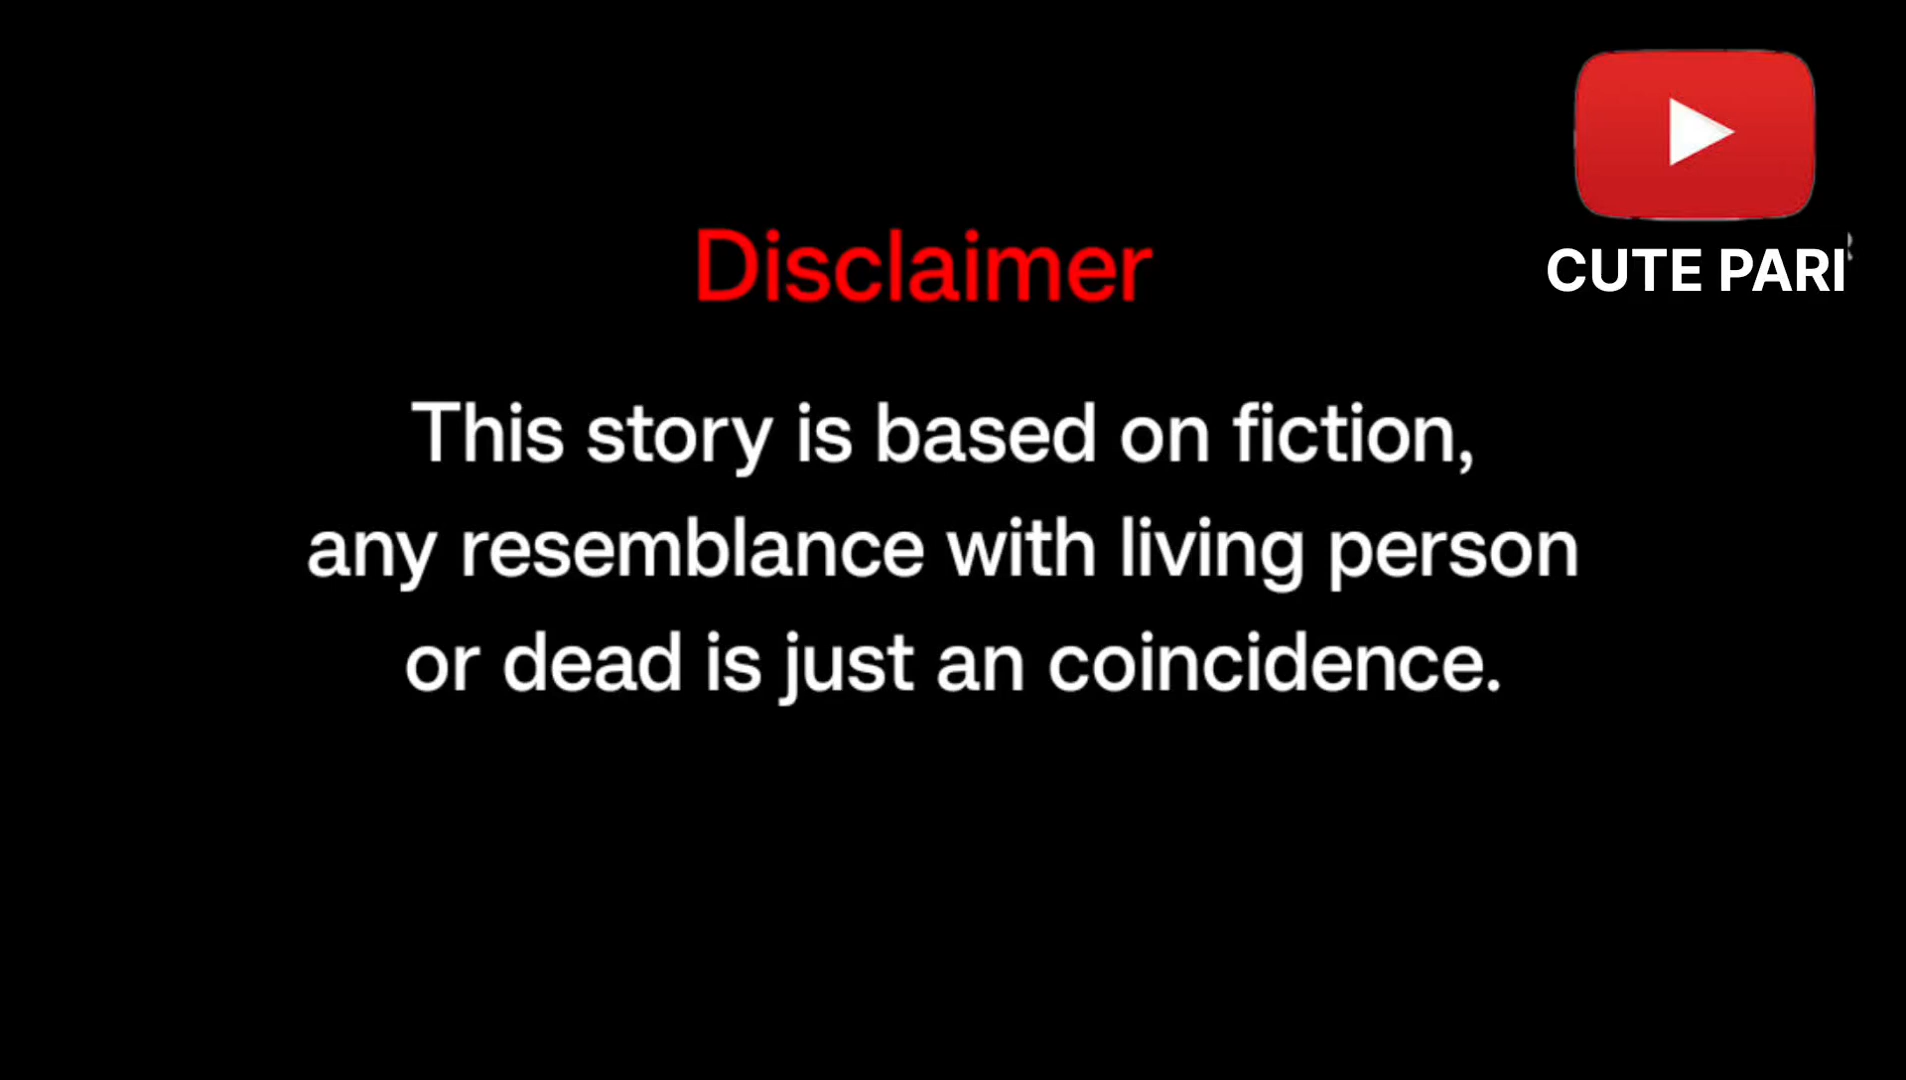 CUTE PARI
Disclaimer
This story is based on fiction,
any resemblance with living person
or dead is just an coincidence.